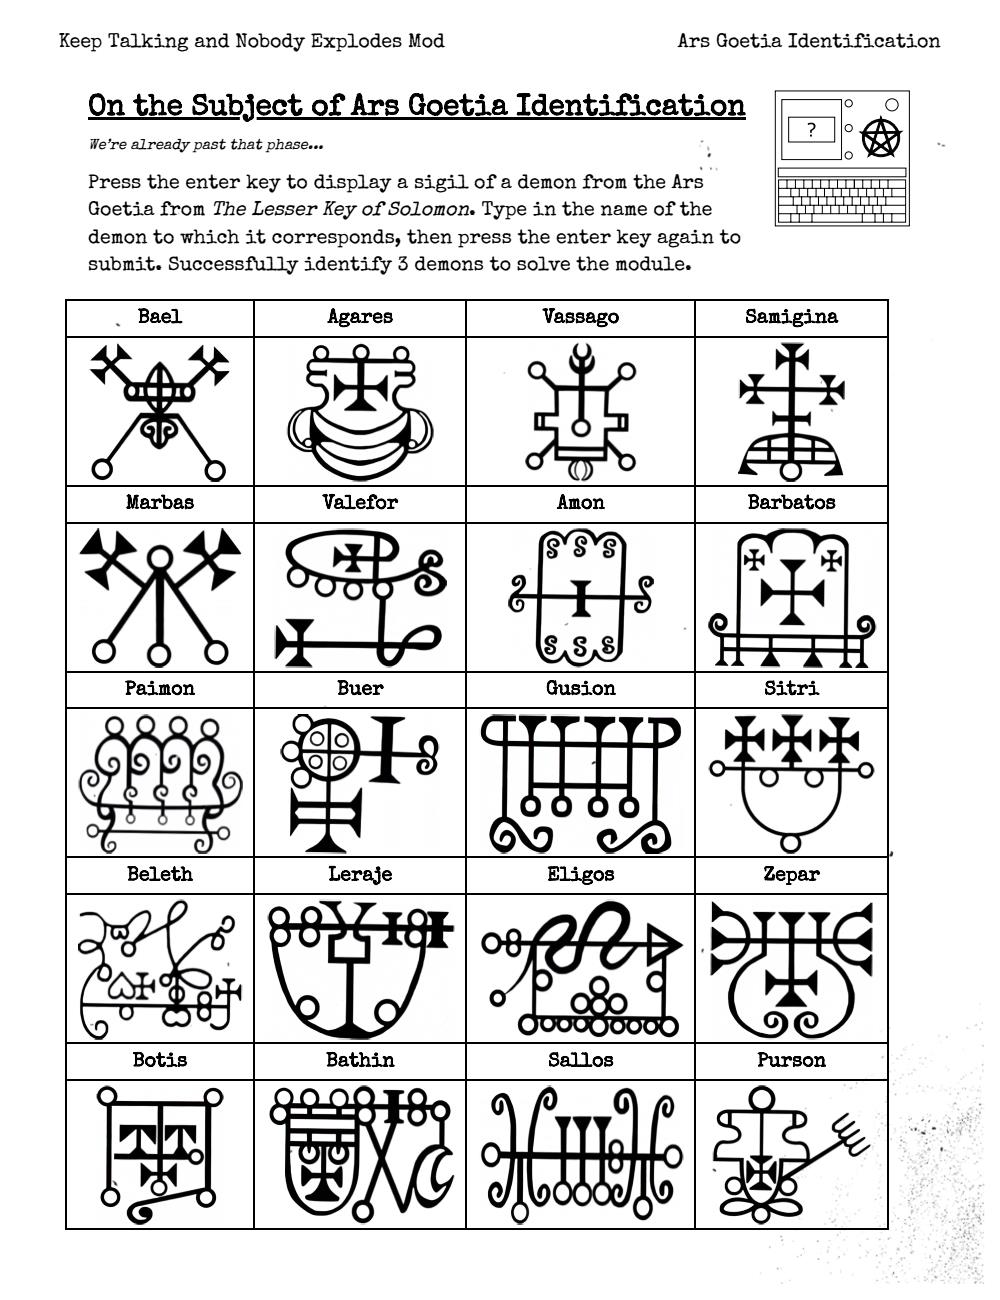 Keep Talking and Nobody Explodes Mod
Ars Goetia Identification
On the Subject of Ars Goetia Identification
We're already past that phase...
?
Press the enter key to display a sigil of a demon from the Ars
Goetia from The Lesser Key of Solomon. Type in the name of the
demon to which it corresponds, then press the enter key again to
submit. Successfully identify 3 demons to solve the module.
Bael Agares Vassago Samigina
Marbas Valefor Amon Barbatos
Paimon Buer Gusion Sitri
Beleth Leraje Eligos Zepar
Botis Bathin Sallos Purson